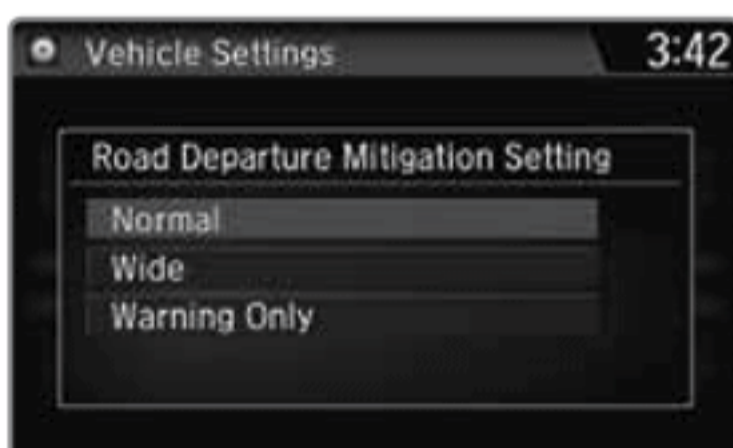 Vehicle Settings 3:42
Road Departure Mitigation Setting
Normal
Wide
Warning Only